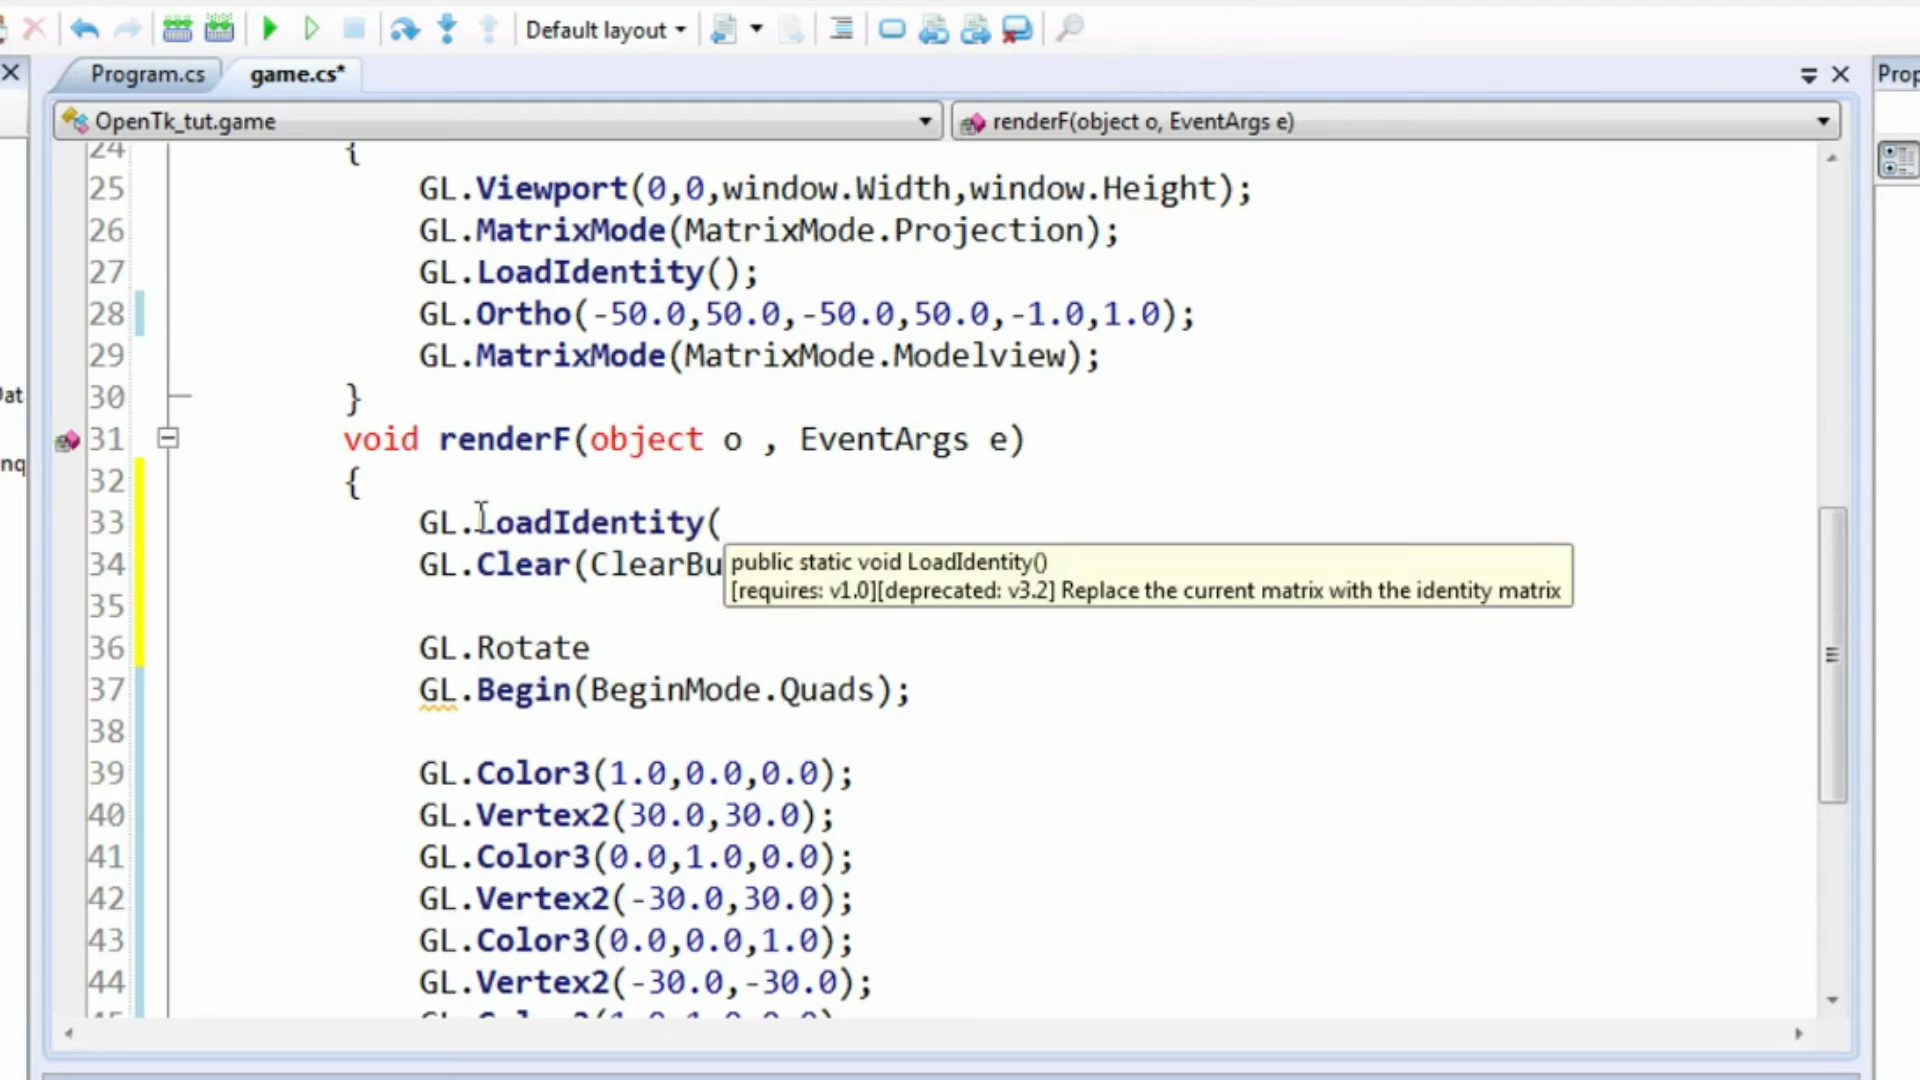 Default layout
Program.cs
game.cs*
Prop
OpenTk_tut.game
renderF(object o, EventArgs e)
24 {
25 GL.Viewport(0,0,window.Width,window.Height);
26 GL.MatrixMode(MatrixMode.Projection);
27 GL.LoadIdentity();
28 GL.Ortho(-50.0,50.0,-50.0,50.0,-1.0,1.0);
29 GL.MatrixMode(MatrixMode.Modelview);
Dat
30 }
31 void renderF(object o , EventArgs e)
nq
32 {
33 GL.LoadIdentity(
34 GL.Clear(ClearBu
public static void LoadIdentity()
[requires: v1.0][deprecated: v3.2] Replace the current matrix with the identity matrix
35
36 GL.Rotate
37 GL.Begin(BeginMode.Quads);
38
39 GL.Color3(1.0,0.0,0.0);
40 GL.Vertex2(30.0,30.0);
41 GL.Color3(0.0,1.0,0.0);
42 GL.Vertex2(-30.0,30.0);
43 GL.Color3(0.0,0.0,1.0);
44 GL.Vertex2(-30.0,-30.0);